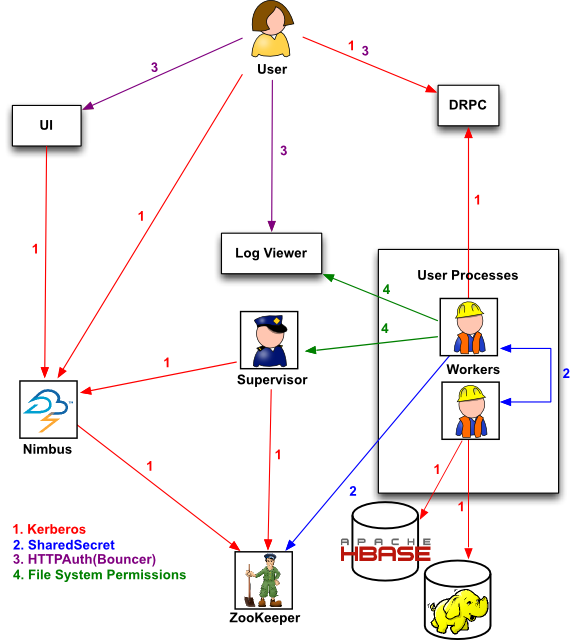 User
1
3
3
DRPC
UI
3
1
1
1
Log Viewer
User Processes
4
4
Supervisor
Workers
1
2
Nimbus
1
1
1
1
2
APACHE
HBASE
1. Kerberos
2. SharedSecret
3. HTTPAuth(Bouncer)
4. File System Permissions
ZooKeeper